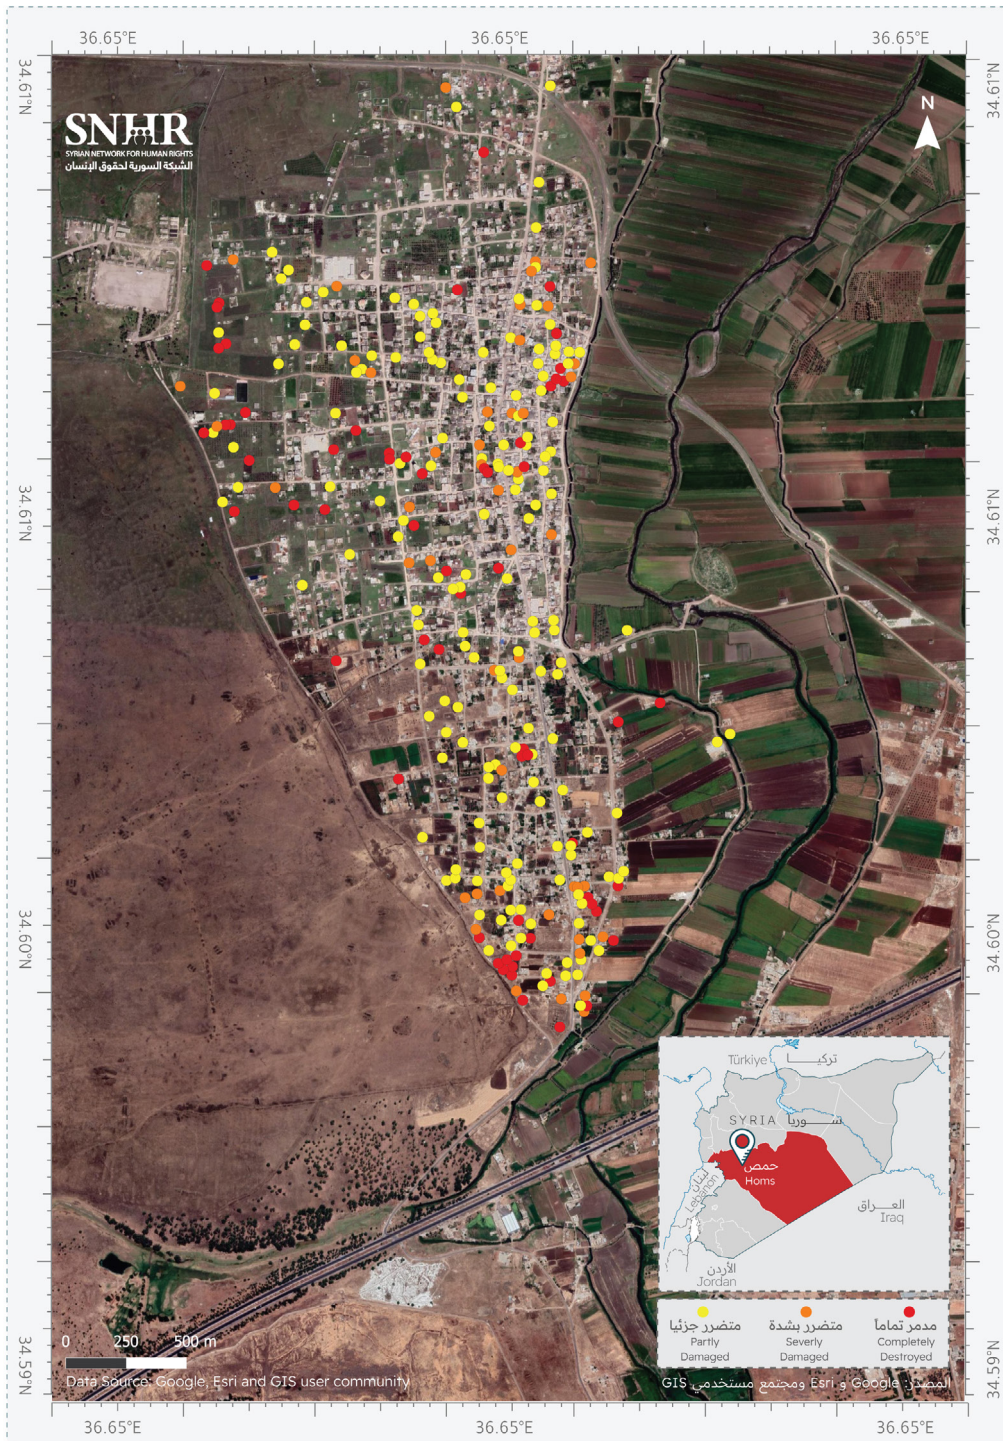 36.65°E 36.65°E 36.65°E
34.61°N 34.61°N
SNHR
SYRIAN NETWORK FOR HUMAN RIGHTS
الشبكة السورية لحقوق الإنسان
N
34.61°N 34.61°N
34.60°N 34.60°N
Türkiye تركيـــــا
SYRIA ســـوريا
حمص
Homs
لبنان
Lebanon
العـــراق
Iraq
الأردن
Jordan
متضرر جزئيا متضرر بشدة مدمر تماماً
Partly Severly Completely
Damaged Damaged Destroyed
0 250 500 m
34.59°N 34.59°N
Data Source: Google, Esri and GIS user community
المصدر: Google و Esri ومجتمع مستخدمي GIS
36.65°E 36.65°E 36.65°E